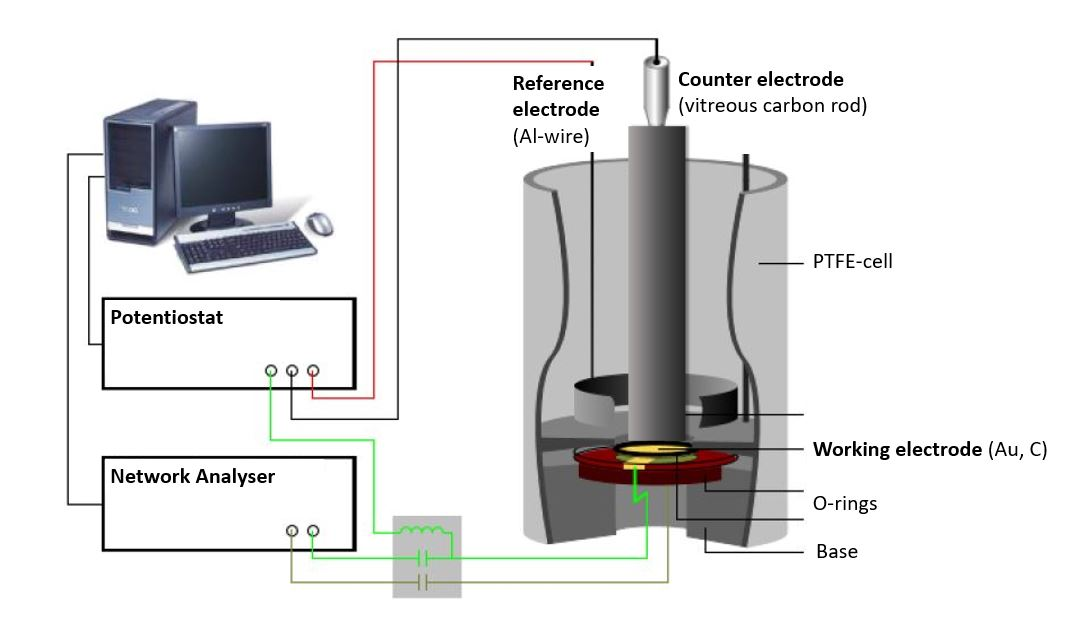 Reference
electrode
(Al-wire)
Counter electrode
(vitreous carbon rod)
PTFE-cell
Potentiostat
Working electrode (Au, C)
Network Analyser
O-rings
Base